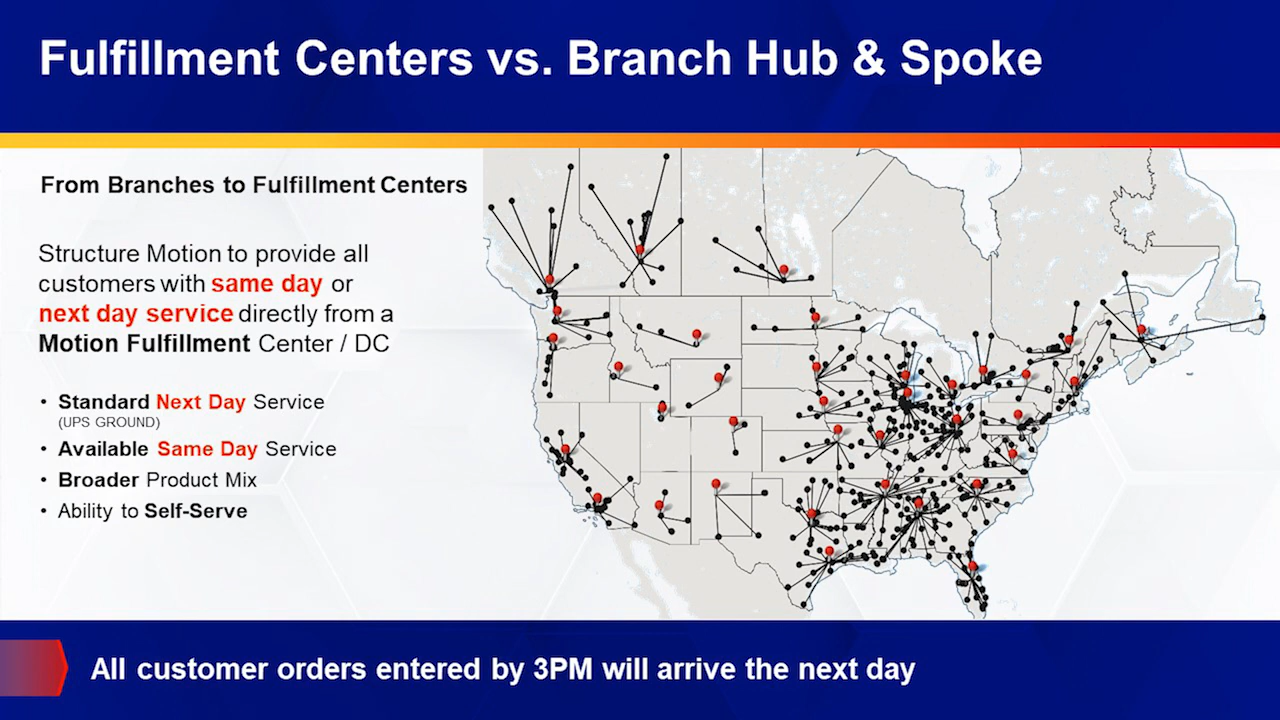 Fulfillment Centers vs. Branch Hub & Spoke
From Branches to Fulfillment Centers
Structure Motion to provide all
customers with same day or
next day service directly from a
Motion Fulfillment Center / DC
• Standard Next Day Service
(UPS GROUND)
• Available Same Day Service
• Broader Product Mix
• Ability to Self-Serve
All customer orders entered by 3PM will arrive the next day